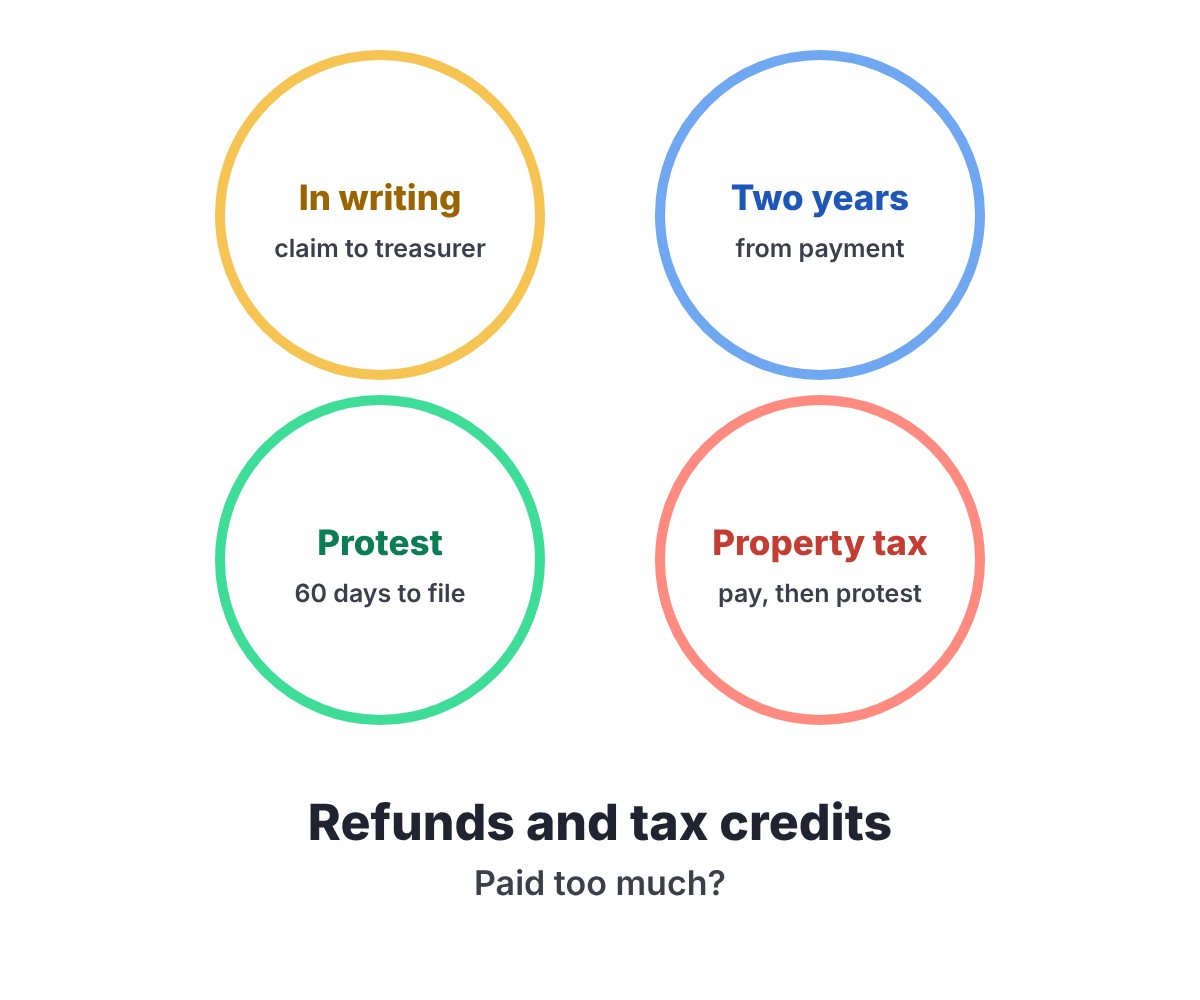 In writing
claim to treasurer
Two years
from payment
Protest
60 days to file
Property tax
pay, then protest
Refunds and tax credits
Paid too much?